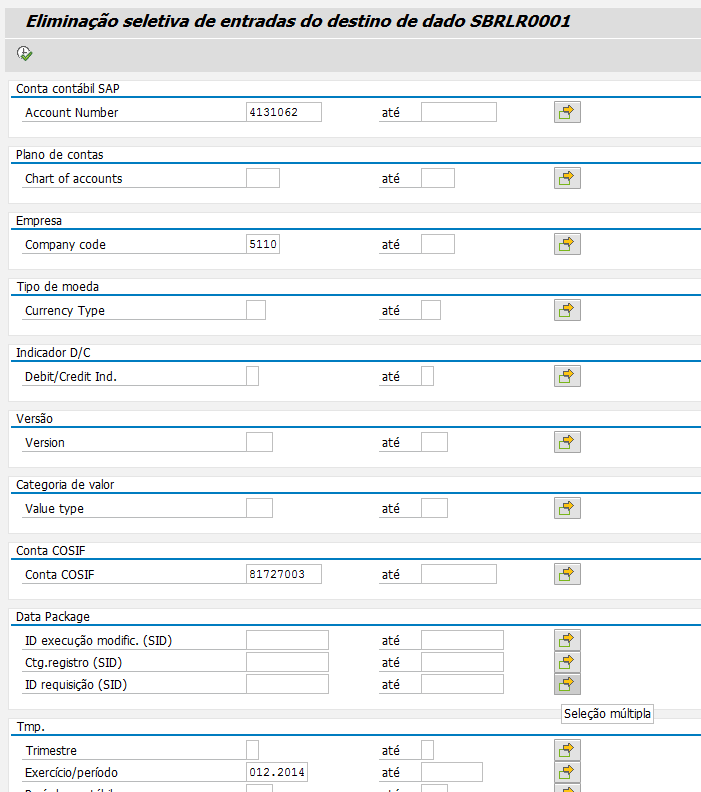 Eliminação seletiva de entradas do destino de dado SBRLR0001
Conta contábil SAP
Account Number 4131062 até
Plano de contas
Chart of accounts até
Empresa
Company code 5110 até
Tipo de moeda
Currency Type até
Indicador D/C
Debit/Credit Ind. até
Versão
Version até
Categoria de valor
Value type até
Conta COSIF
Conta COSIF 81727003 até
Data Package
ID execução modific. (SID) até
Ctg.registro (SID) até
ID requisição (SID) até
Seleção múltipla
Tmp.
Trimestre até
Exercício/período 012.2014 até